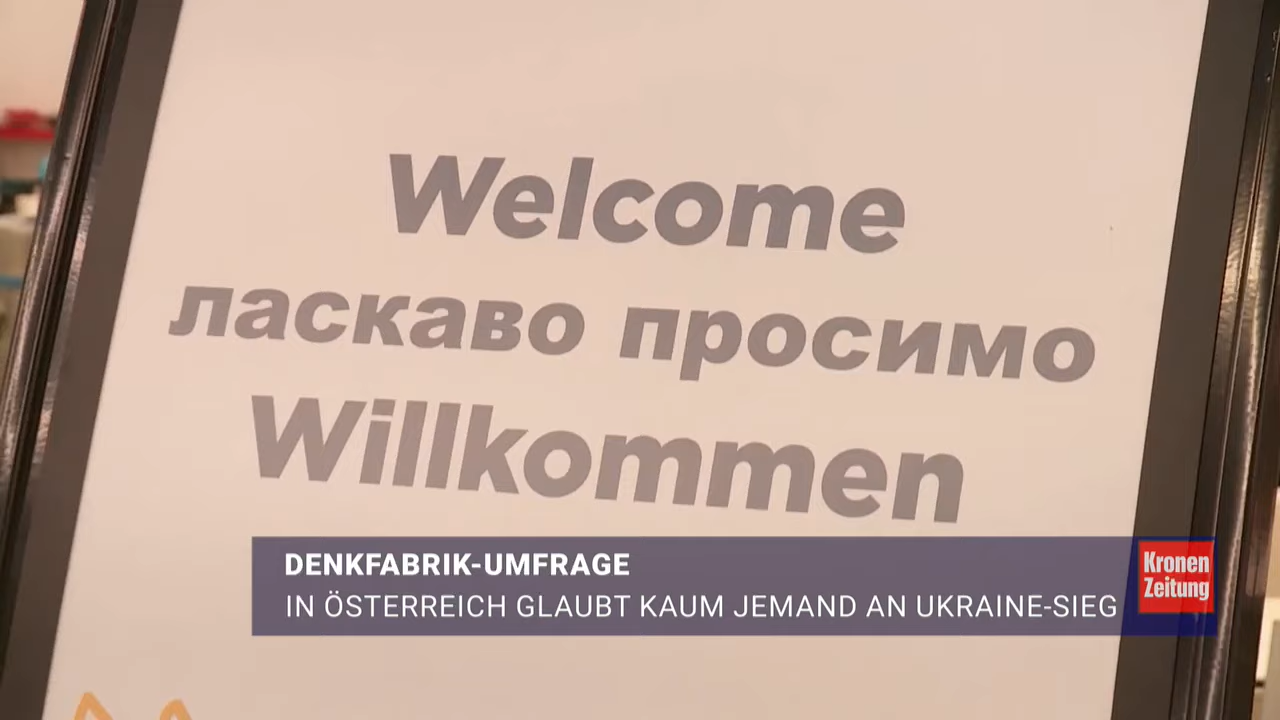 Welcome
ласкаво просимо
Willkommen
DENKFABRIK-UMFRAGE
IN ÖSTERREICH GLAUBT KAUM JEMAND AN UKRAINE-SIEG
Kronen
Zeitung